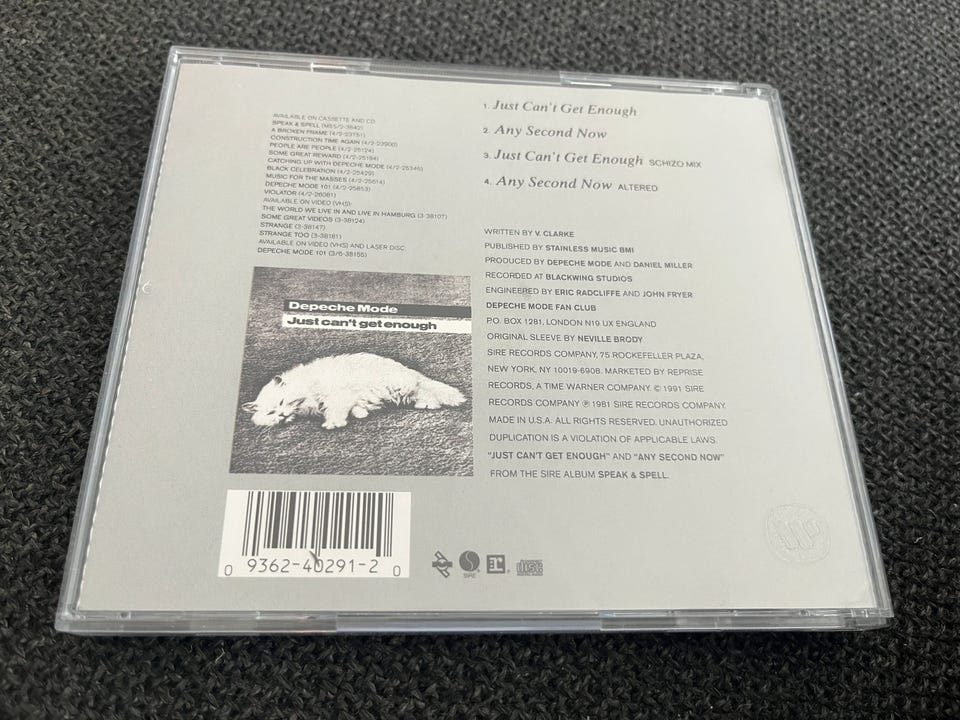 AVAILABLE ON CASSETTE AND CD:
SPEAK & SPELL (M5S/2-3642)
A BROKEN FRAME (4/2-23751)
CONSTRUCTION TIME AGAIN (4/2-23900)
PEOPLE ARE PEOPLE (4/2-25124)
SOME GREAT REWARD (4/2-25194)
CATCHING UP WITH DEPECHE MODE (4/2-25346)
BLACK CELEBRATION (4/2-25429)
MUSIC FOR THE MASSES (4/2-25614)
DEPECHE MODE 101 (4/2-25853)
VIOLATOR (4/2-26081)
AVAILABLE ON VIDEO (VHS):
THE WORLD WE LIVE IN AND LIVE IN HAMBURG (3-38107)
SOME GREAT VIDEOS (3-38124)
STRANGE (3-38147)
STRANGE TOO (3-38181)
AVAILABLE ON VIDEO (VHS) AND LASER DISC:
DEPECHE MODE 101 (3/6-38155)
Depeche Mode
Just can't get enough
0 9362-40291-2 0
1. Just Can't Get Enough
2. Any Second Now
3. Just Can't Get Enough SCHIZO MIX
4. Any Second Now ALTERED
WRITTEN BY V. CLARKE
PUBLISHED BY STAINLESS MUSIC BMI
PRODUCED BY DEPECHE MODE AND DANIEL MILLER
RECORDED AT BLACKWING STUDIOS
ENGINEERED BY ERIC RADCLIFFE AND JOHN FRYER
DEPECHE MODE FAN CLUB
P.O. BOX 1281, LONDON N19 UX ENGLAND
ORIGINAL SLEEVE BY NEVILLE BRODY
SIRE RECORDS COMPANY, 75 ROCKEFELLER PLAZA,
NEW YORK, NY 10019-6908. MARKETED BY REPRISE
RECORDS, A TIME WARNER COMPANY. © 1991 SIRE
RECORDS COMPANY ℗ 1981 SIRE RECORDS COMPANY.
MADE IN U.S.A. ALL RIGHTS RESERVED. UNAUTHORIZED
DUPLICATION IS A VIOLATION OF APPLICABLE LAWS.
"JUST CAN'T GET ENOUGH" AND "ANY SECOND NOW"
FROM THE SIRE ALBUM SPEAK & SPELL.
SIRE